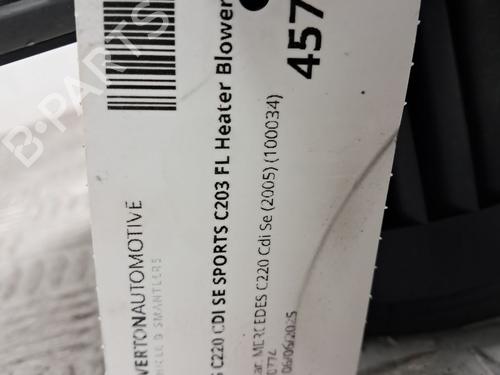 B-PARTS
457
S C220 CDI SE SPORTS C203 FL Heater Blower
MERCEDES C220 Cdi Se (2005) (100034)
06/06/2025
VERTONAUTOMOTIVE